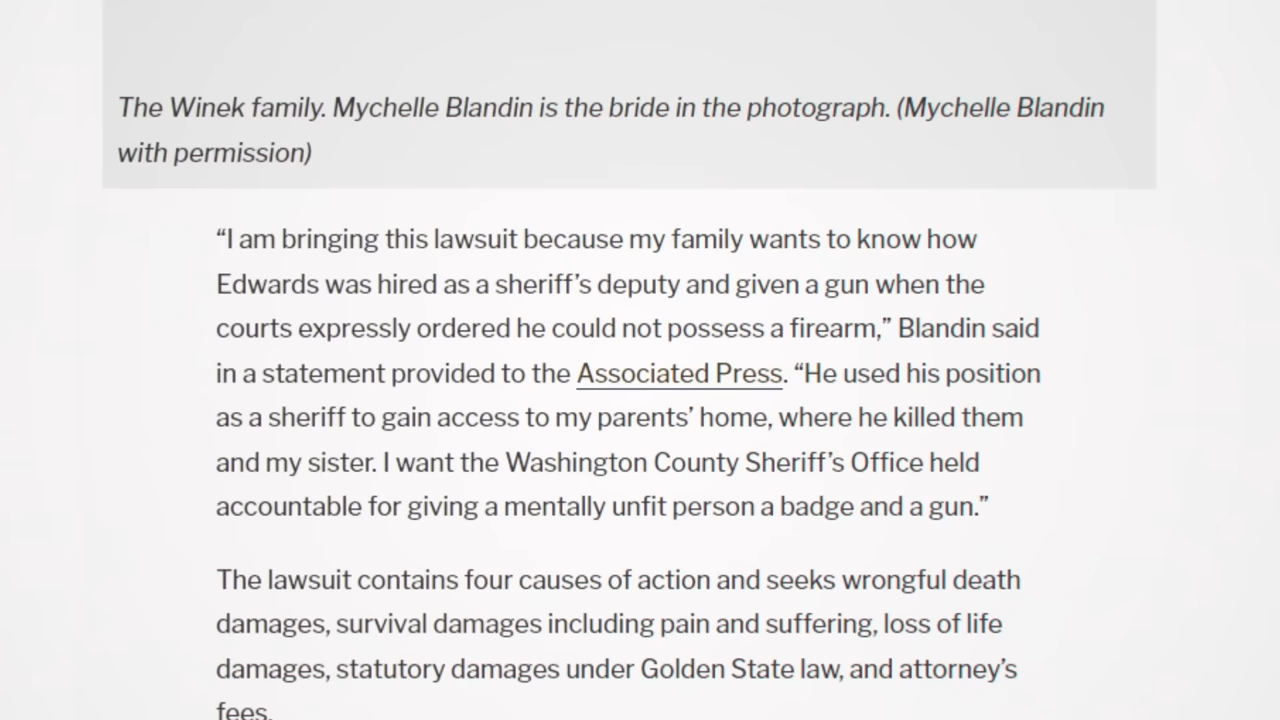 The Winek family. Mychelle Blandin is the bride in the photograph. (Mychelle Blandin
with permission)
“I am bringing this lawsuit because my family wants to know how
Edwards was hired as a sheriff’s deputy and given a gun when the
courts expressly ordered he could not possess a firearm,” Blandin said
in a statement provided to the Associated Press. “He used his position
as a sheriff to gain access to my parents’ home, where he killed them
and my sister. I want the Washington County Sheriff’s Office held
accountable for giving a mentally unfit person a badge and a gun.”
The lawsuit contains four causes of action and seeks wrongful death
damages, survival damages including pain and suffering, loss of life
damages, statutory damages under Golden State law, and attorney’s
fees.